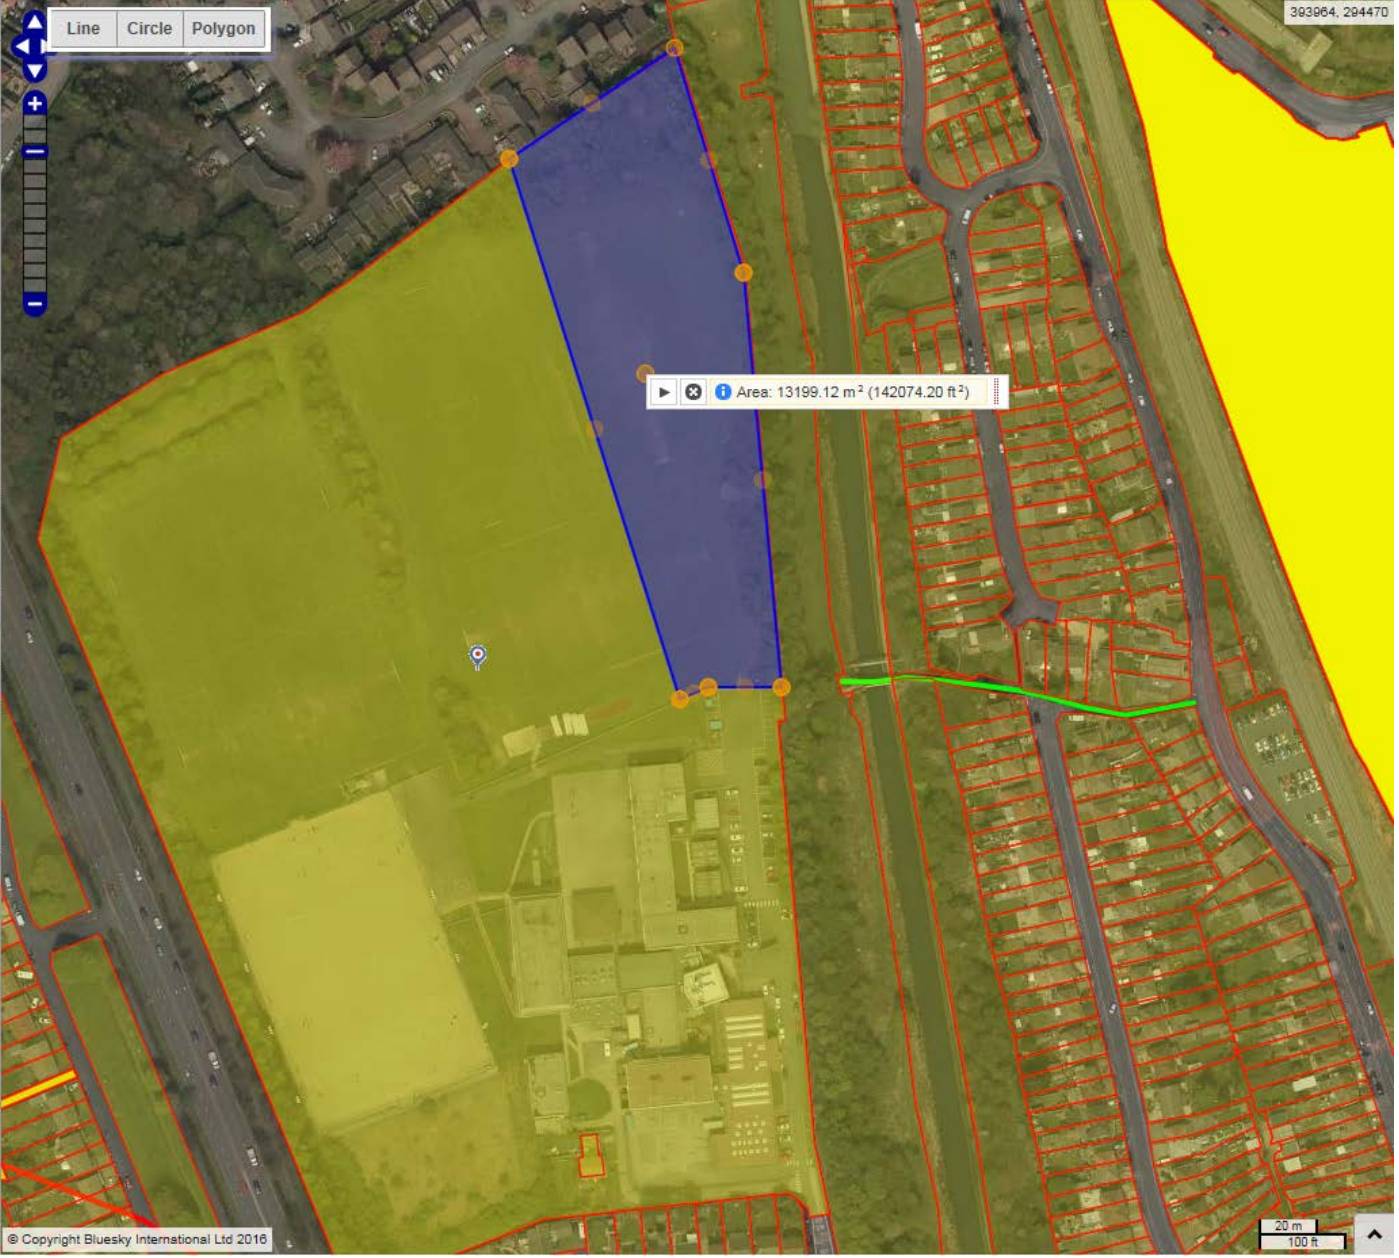 Line Circle Polygon
393964, 294470
Area: 13199.12 m² (142074.20 ft²)
© Copyright Bluesky International Ltd 2016
20 m
100 ft